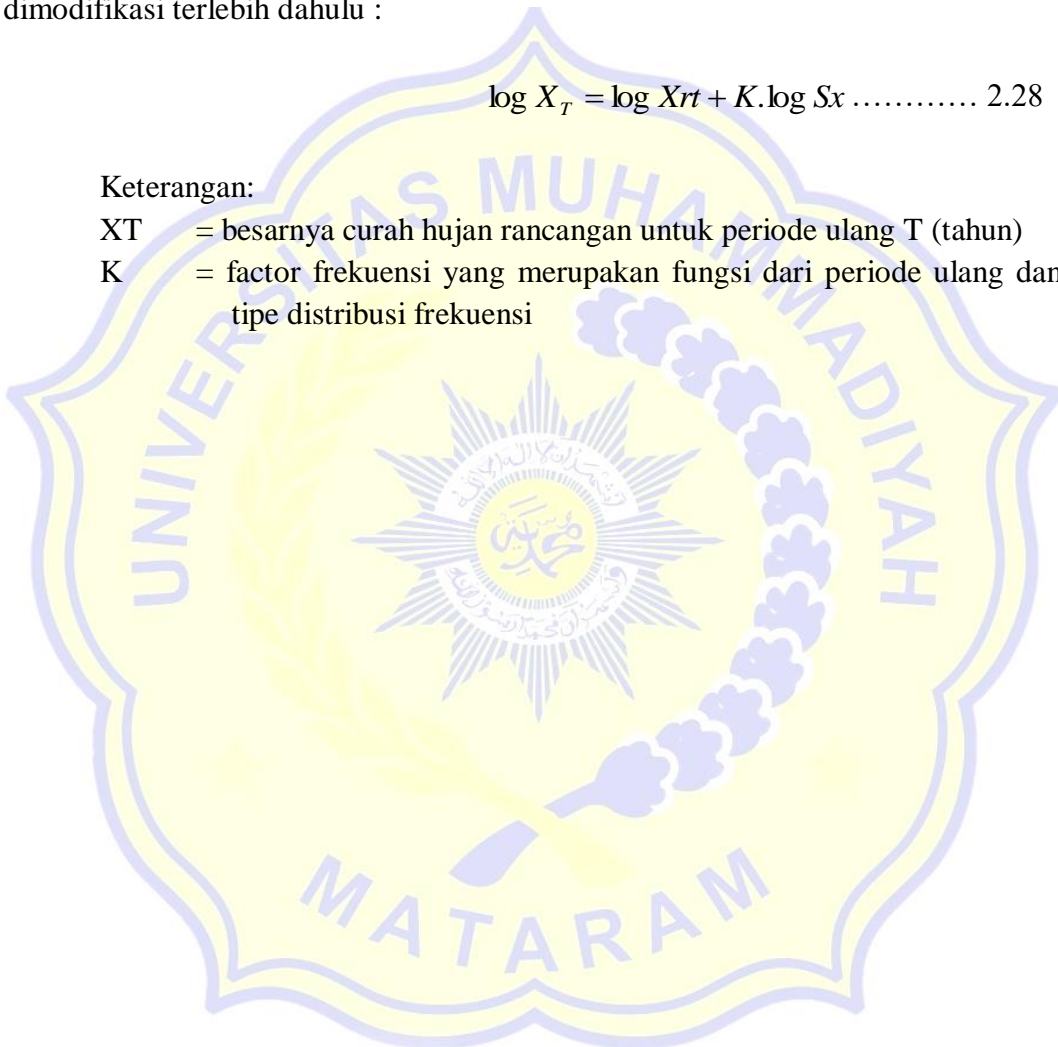 dimodifikasi terlebih dahulu :
log X_T = log Xrt + K.log Sx ………… 2.28
Keterangan:
XT = besarnya curah hujan rancangan untuk periode ulang T (tahun)
K = factor frekuensi yang merupakan fungsi dari periode ulang dan
tipe distribusi frekuensi
UNIVERSITAS MUHAMMADIYAH
MATARAM